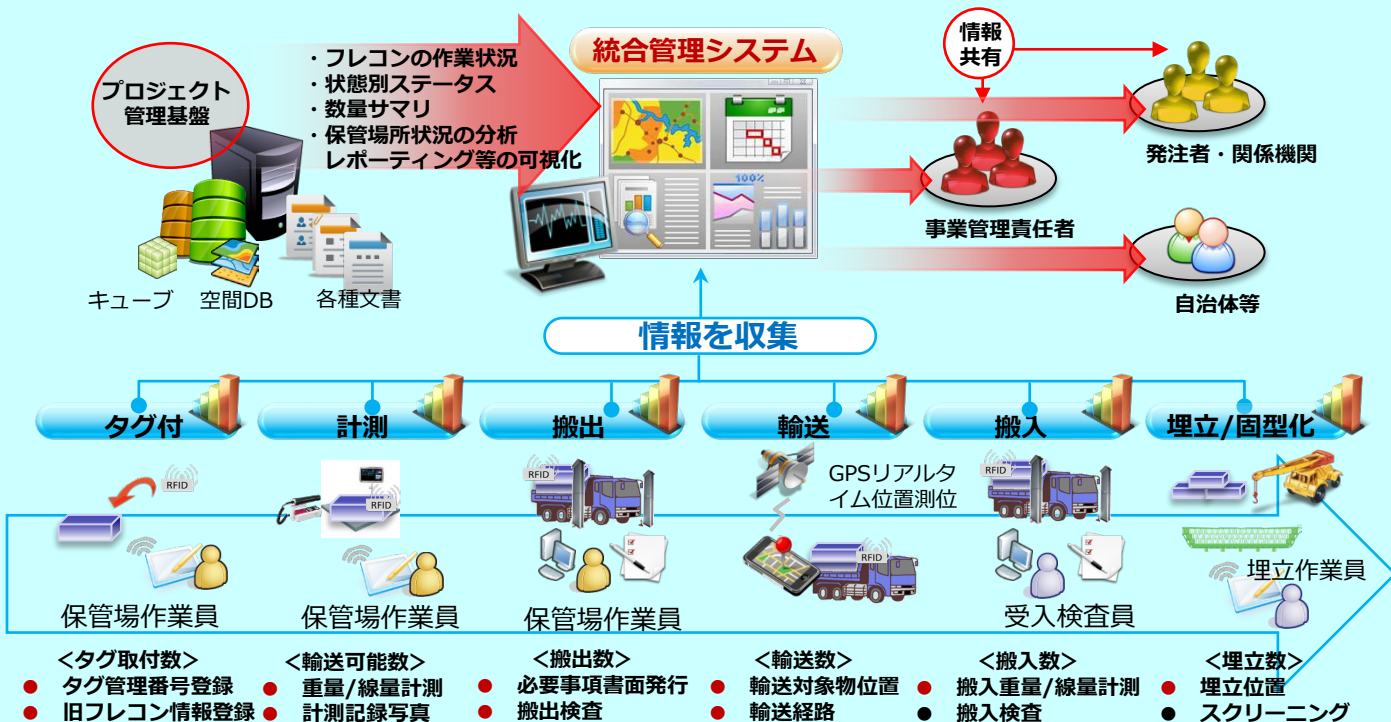 プロジェクト
管理基盤
・フレコンの作業状況
・状態別ステータス
・数量サマリ
・保管場所状況の分析
レポーティング等の可視化
統合管理システム
100%
情報
共有
発注者・関係機関
事業管理責任者
自治体等
キューブ
空間DB
各種文書
情報を収集
タグ付
計測
搬出
輸送
搬入
埋立/固型化
RFID
RFID
RFID
GPSリアルタ
イム位置測位
RFID
RFID
保管場作業員
保管場作業員
保管場作業員
受入検査員
埋立作業員
<タグ取付数>
● タグ管理番号登録
● 旧フレコン情報登録
<輸送可能数>
● 重量/線量計測
● 計測記録写真
<搬出数>
● 必要事項書面発行
● 搬出検査
<輸送数>
● 輸送対象物位置
● 輸送経路
<搬入数>
● 搬入重量/線量計測
● 搬入検査
<埋立数>
● 埋立位置
● スクリーニング